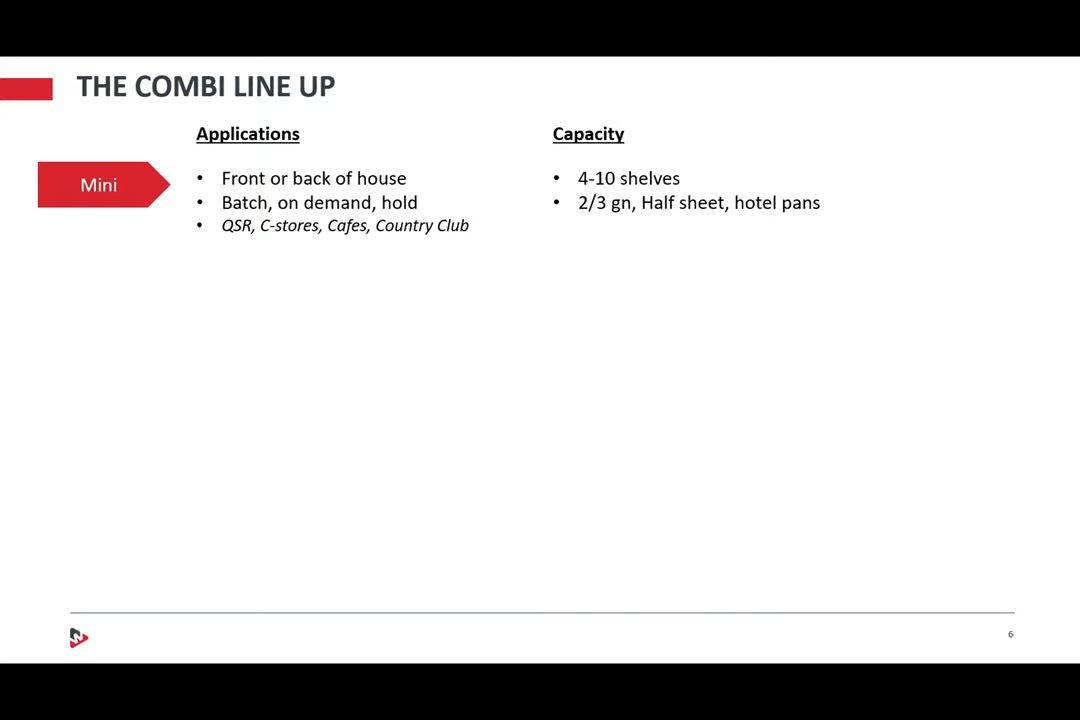 THE COMBI LINE UP
Applications
Capacity
Mini
• Front or back of house
• Batch, on demand, hold
• QSR, C-stores, Cafes, Country Club
• 4-10 shelves
• 2/3 gn, Half sheet, hotel pans
6